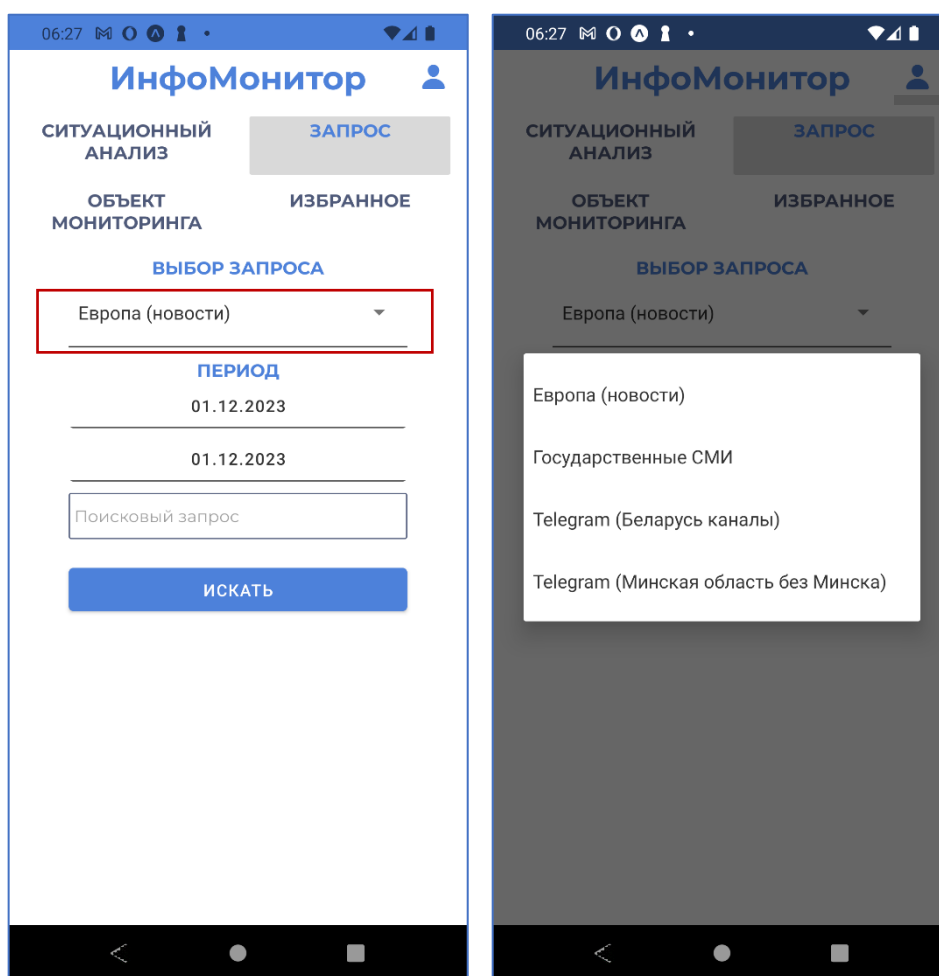 06:27
ИнфоМонитор
СИТУАЦИОННЫЙ
АНАЛИЗ
ЗАПРОС
ОБЪЕКТ
МОНИТОРИНГА
ИЗБРАННОЕ
ВЫБОР ЗАПРОСА
Европа (новости)
ПЕРИОД
01.12.2023
01.12.2023
Поисковый запрос
ИСКАТЬ
06:27
ИнфоМонитор
СИТУАЦИОННЫЙ
АНАЛИЗ
ЗАПРОС
ОБЪЕКТ
МОНИТОРИНГА
ИЗБРАННОЕ
ВЫБОР ЗАПРОСА
Европа (новости)
Европа (новости)
Государственные СМИ
Telegram (Беларусь каналы)
Telegram (Минская область без Минска)